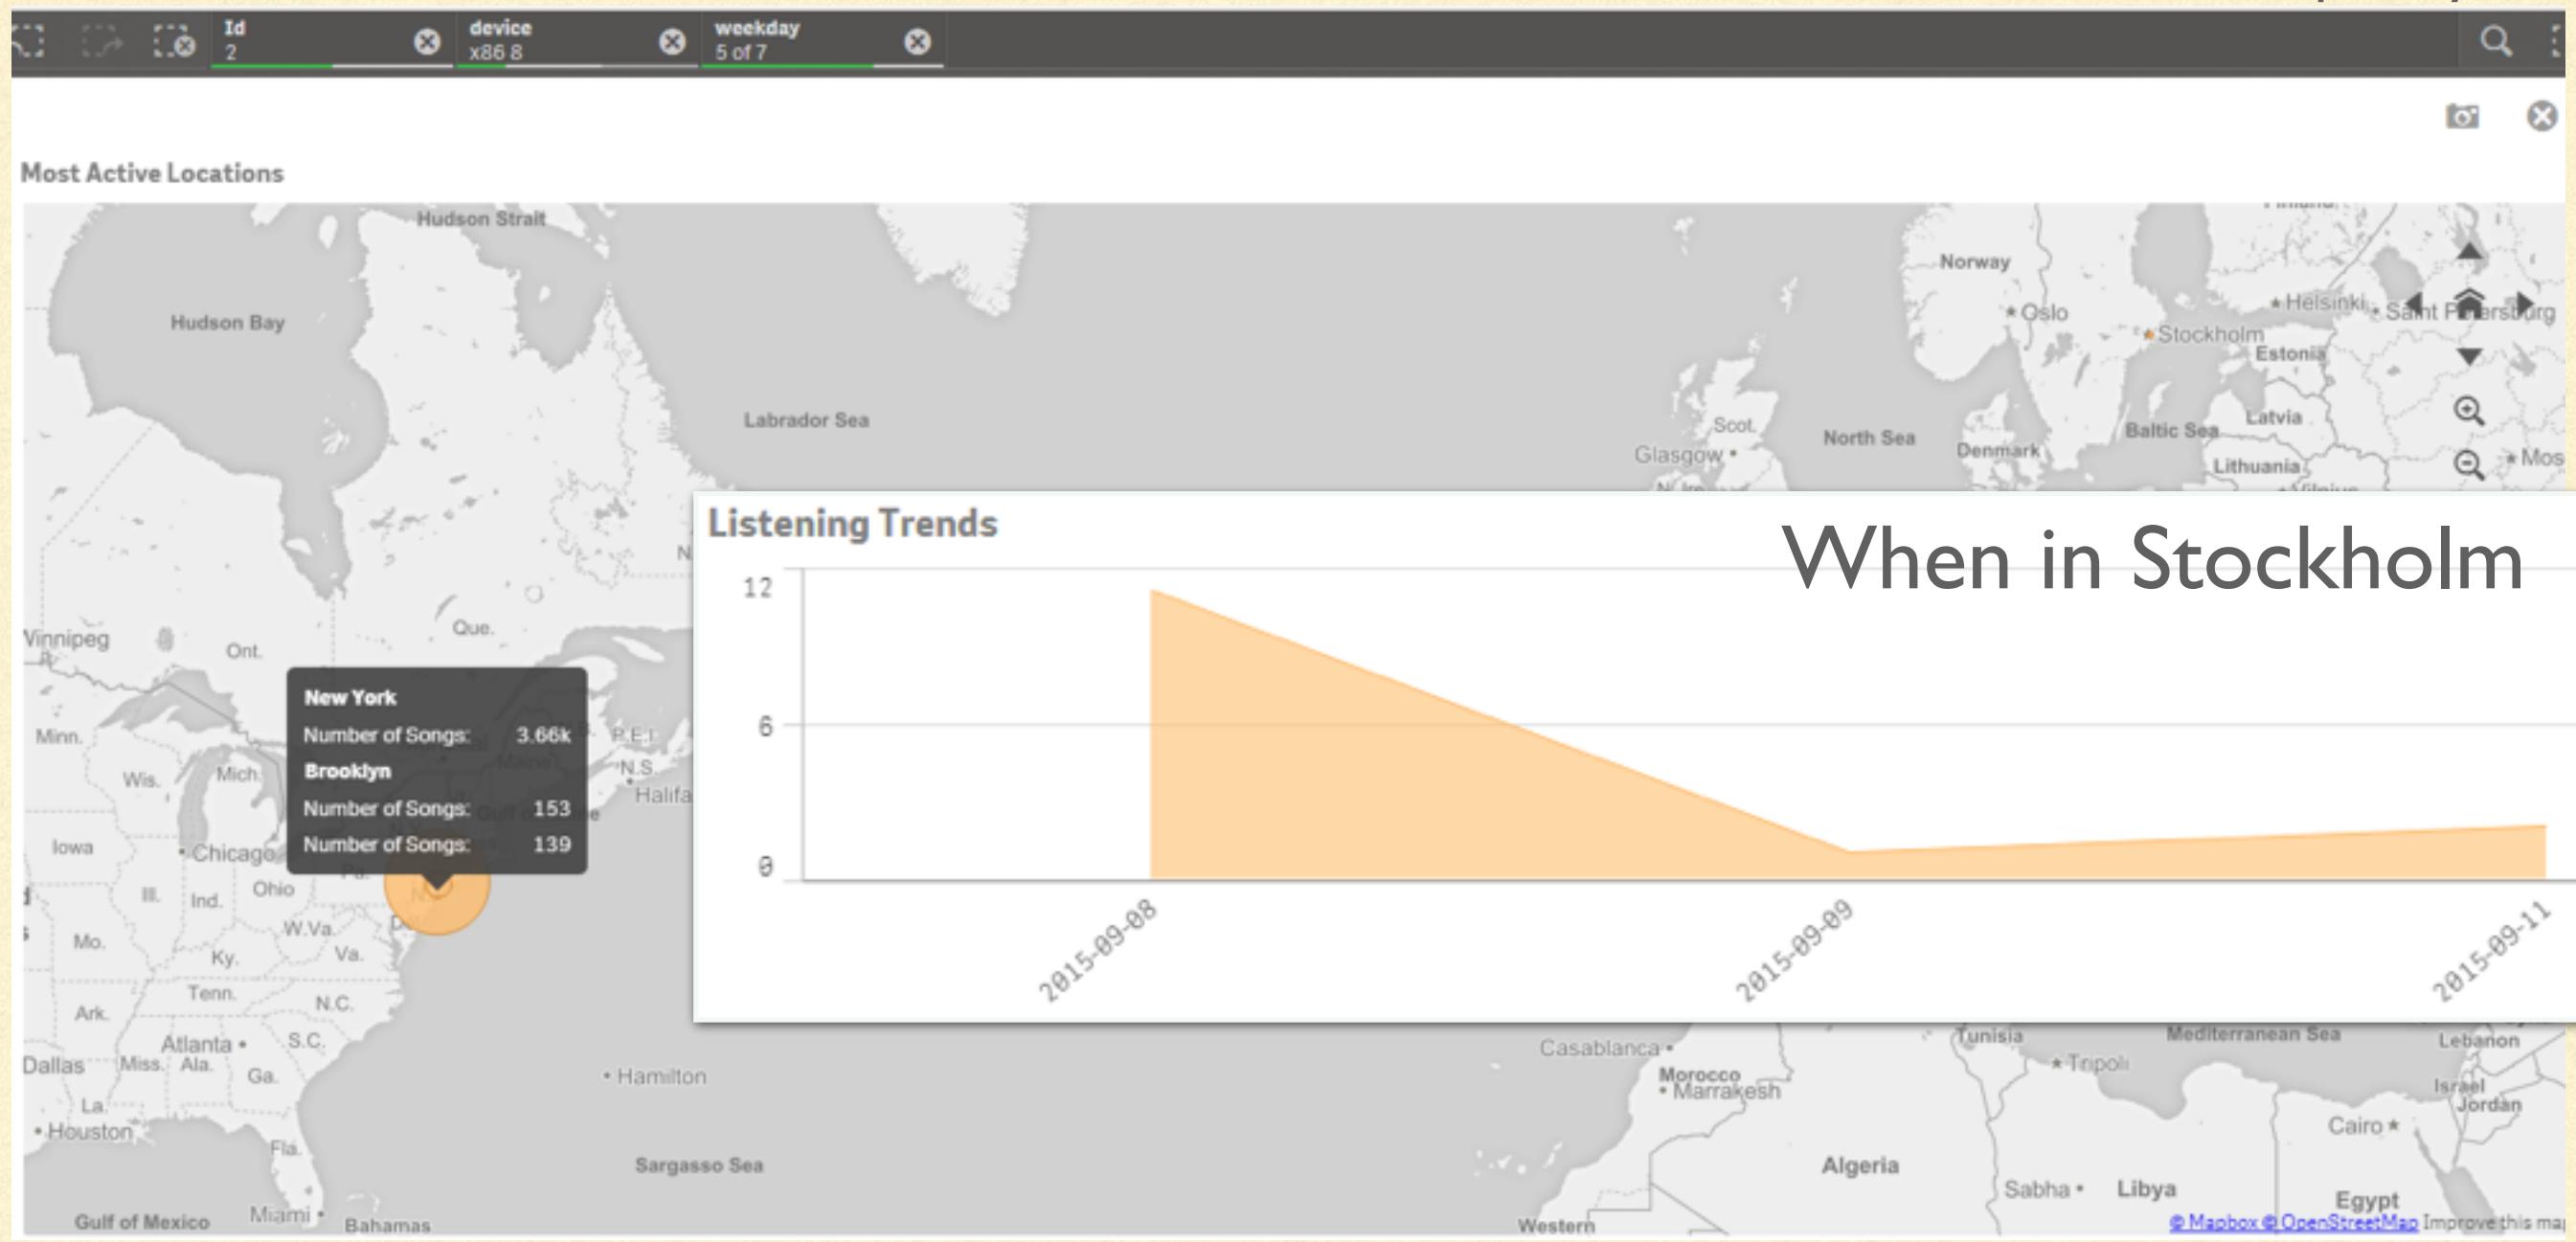 Id
2
device
x86 8
weekday
5 of 7
Most Active Locations
Hudson Strait
Norway
Oslo
Helsinki
Stockholm
Estonia
Hudson Bay
Labrador Sea
Scot.
Glasgow
North Sea
Denmark
Baltic Sea
Latvia
Lithuania
Mos
Listening Trends
When in Stockholm
12
6
0
2015-09-08
2015-09-09
2015-09-11
Winnipeg
Ont.
Que.
New York
Number of Songs: 3.66k
Brooklyn
Number of Songs: 153
Number of Songs: 139
P.E.I.
N.S.
Halifa
Minn.
Wis.
Mich.
Iowa
Chicago
Ill.
Ind.
Ohio
Pa.
W.Va.
Va.
Mo.
Ky.
Tenn.
N.C.
Ark.
Atlanta
S.C.
Dallas
Miss.
Ala.
Ga.
La.
Houston
Fla.
Miami
Gulf of Mexico
Bahamas
Hamilton
Sargasso Sea
Casablanca
Morocco
Marrakesh
Tunisia
Tripoli
Mediterranean Sea
Lebanon
Israel
Jordan
Cairo
Algeria
Sabha
Libya
Egypt
Western
© Mapbox © OpenStreetMap Improve this map